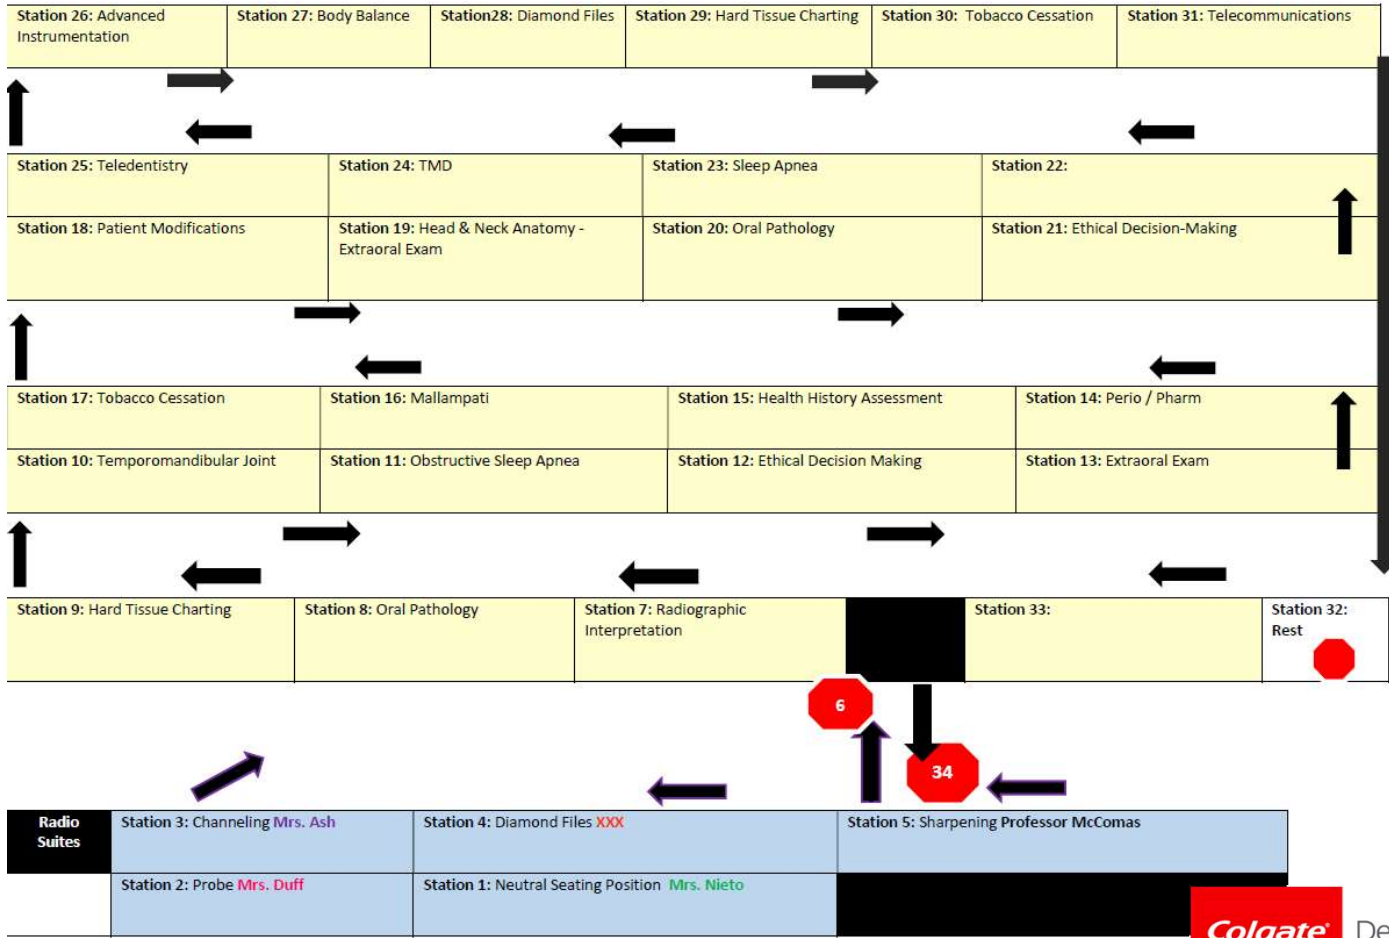 Station 26: Advanced
Instrumentation
Station 27: Body Balance
Station28: Diamond Files
Station 29: Hard Tissue Charting
Station 30: Tobacco Cessation
Station 31: Telecommunications
Station 25: Teledentistry
Station 24: TMD
Station 23: Sleep Apnea
Station 22:
Station 18: Patient Modifications
Station 19: Head & Neck Anatomy -
Extraoral Exam
Station 20: Oral Pathology
Station 21: Ethical Decision-Making
Station 17: Tobacco Cessation
Station 16: Mallampati
Station 15: Health History Assessment
Station 14: Perio / Pharm
Station 10: Temporomandibular Joint
Station 11: Obstructive Sleep Apnea
Station 12: Ethical Decision Making
Station 13: Extraoral Exam
Station 9: Hard Tissue Charting
Station 8: Oral Pathology
Station 7: Radiographic
Interpretation
Station 33:
Station 32:
Rest
6
34
Radio
Suites
Station 3: Channeling Mrs. Ash
Station 4: Diamond Files XXX
Station 5: Sharpening Professor McComas
Station 2: Probe Mrs. Duff
Station 1: Neutral Seating Position Mrs. Nieto
Colgate®